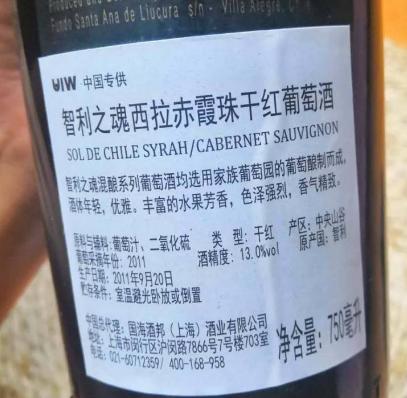 Fundo Santa Ana de Liucura s/n - Villa Alegre,
UIW 中国专供
智利之魂西拉赤霞珠干红葡萄酒
SOL DE CHILE SYRAH/CABERNET SAUVIGNON
智利之魂混酿系列葡萄酒均选用家族葡萄园的葡萄酿制而成,
酒体年轻,优雅。丰富的水果芳香,色泽强烈,香气精致。
原料与辅料:葡萄汁、二氧化硫 类 型:干红 产区:中央山谷
葡萄采摘年份:2011 酒精度:13.0%vol 原产国:智利
生产日期:2011年9月20日
贮存条件:室温避光卧放或倒置
中国总代理:国海酒邦(上海)酒业有限公司
地址:上海市闵行区沪闵路7866号7号楼703室
电话:021-60712359/ 400-168-958
净含量:750毫升